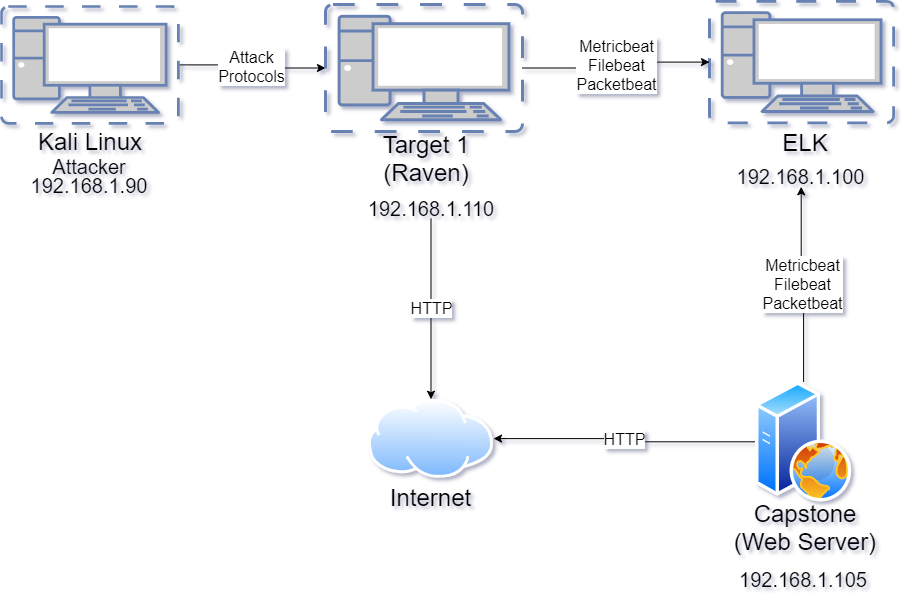 Attack
Protocols
Metricbeat
Filebeat
Packetbeat
Kali Linux
Attacker
192.168.1.90
Target 1
(Raven)
192.168.1.110
ELK
192.168.1.100
Metricbeat
Filebeat
Packetbeat
HTTP
HTTP
Internet
Capstone
(Web Server)
192.168.1.105